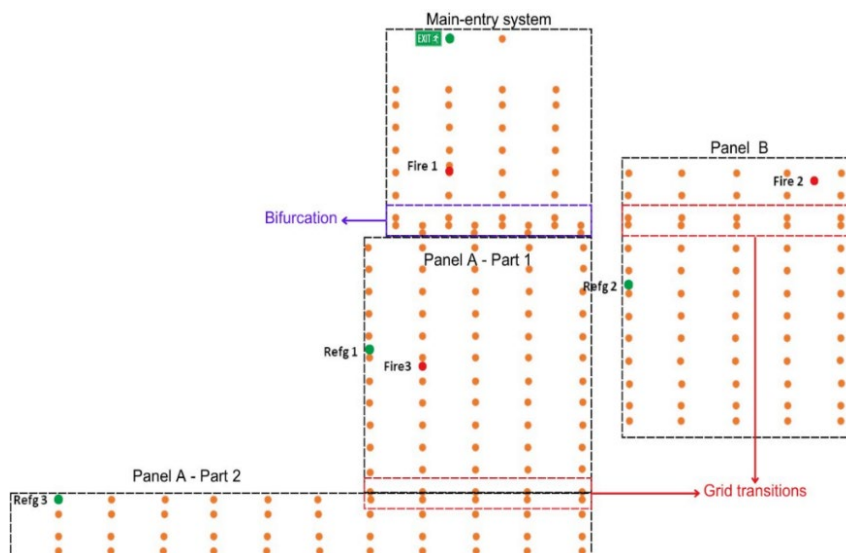 Main-entry system
EXIT
Fire 1
Panel B
Fire 2
Bifurcation
Panel A - Part 1
Refg 2
Refg 1
Fire3
Panel A - Part 2
Refg 3
Grid transitions